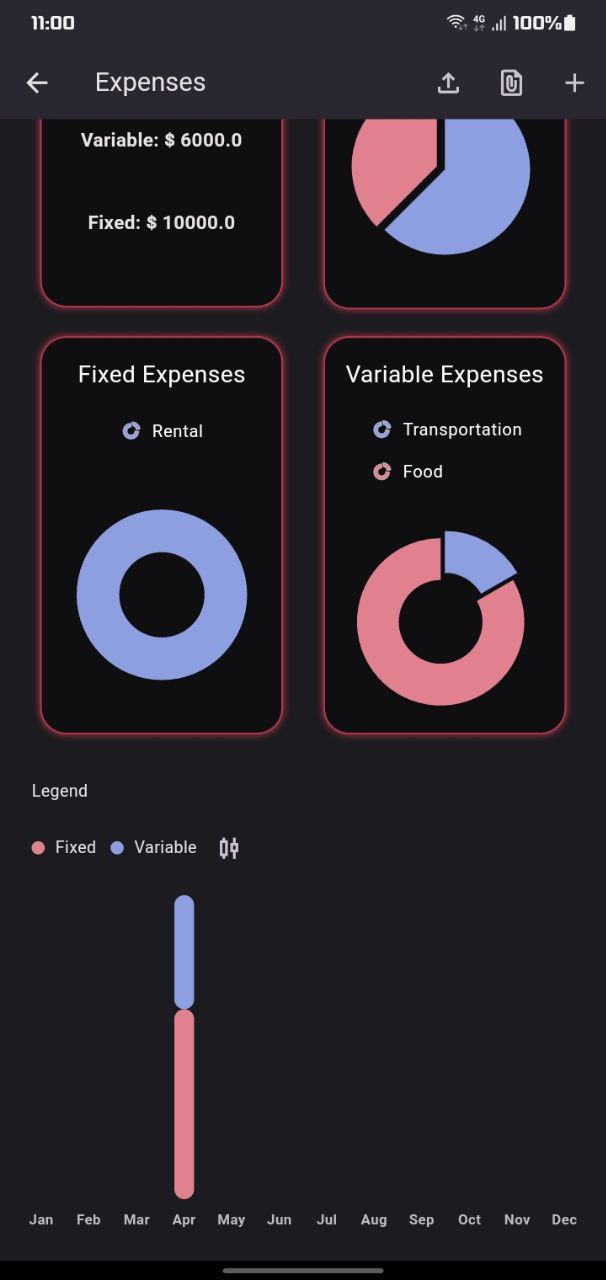 11:00 4G 100%
Expenses
Variable: $ 6000.0
Fixed: $ 10000.0
Fixed Expenses
Rental
Variable Expenses
Transportation
Food
Legend
Fixed Variable
Jan Feb Mar Apr May Jun Jul Aug Sep Oct Nov Dec